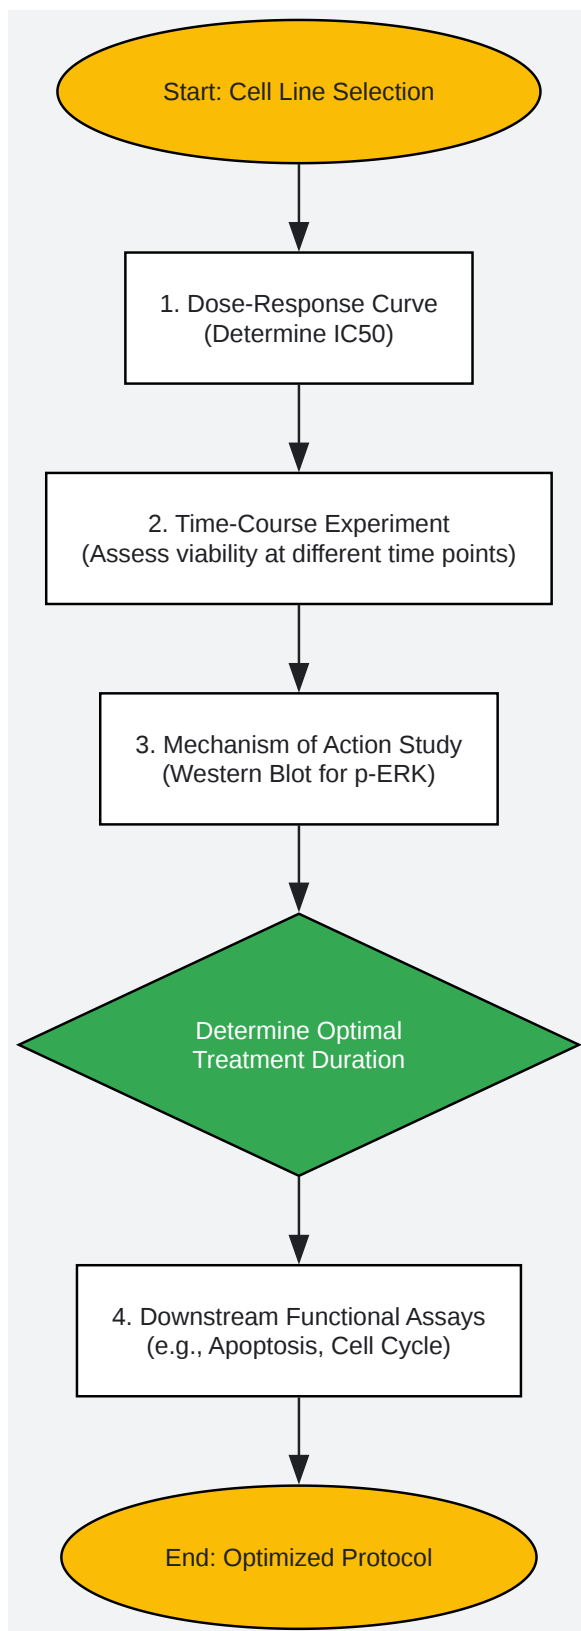 Start: Cell Line Selection
1. Dose-Response Curve
(Determine IC50)
2. Time-Course Experiment
(Assess viability at different time points)
3. Mechanism of Action Study
(Western Blot for p-ERK)
Determine Optimal
Treatment Duration
4. Downstream Functional Assays
(e.g., Apoptosis, Cell Cycle)
End: Optimized Protocol